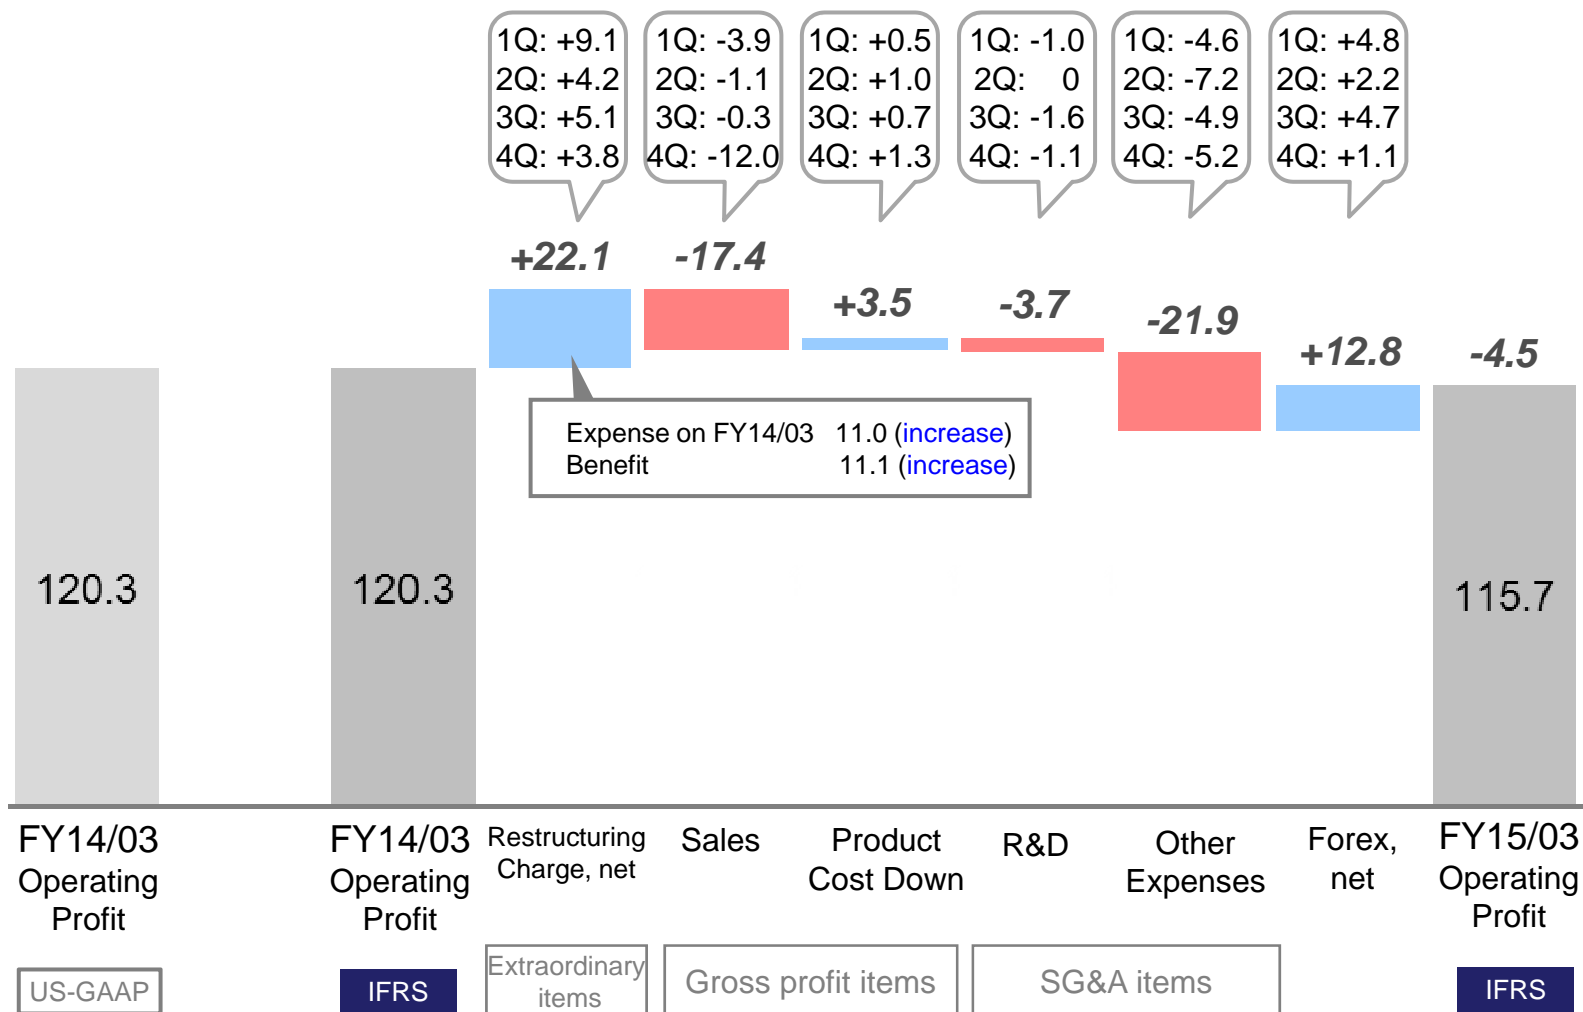 1Q: +9.1
2Q: +4.2
3Q: +5.1
4Q: +3.8
1Q: -3.9
2Q: -1.1
3Q: -0.3
4Q: -12.0
1Q: +0.5
2Q: +1.0
3Q: +0.7
4Q: +1.3
1Q: -1.0
2Q: 0
3Q: -1.6
4Q: -1.1
1Q: -4.6
2Q: -7.2
3Q: -4.9
4Q: -5.2
1Q: +4.8
2Q: +2.2
3Q: +4.7
4Q: +1.1
+22.1
-17.4
+3.5
-3.7
-21.9
+12.8
-4.5
Expense on FY14/03 11.0 (increase)
Benefit 11.1 (increase)
120.3
120.3
115.7
FY14/03
Operating
Profit
FY14/03
Operating
Profit
Restructuring
Charge, net
Sales
Product
Cost Down
R&D
Other
Expenses
Forex,
net
FY15/03
Operating
Profit
US-GAAP
IFRS
Extraordinary
items
Gross profit items
SG&A items
IFRS